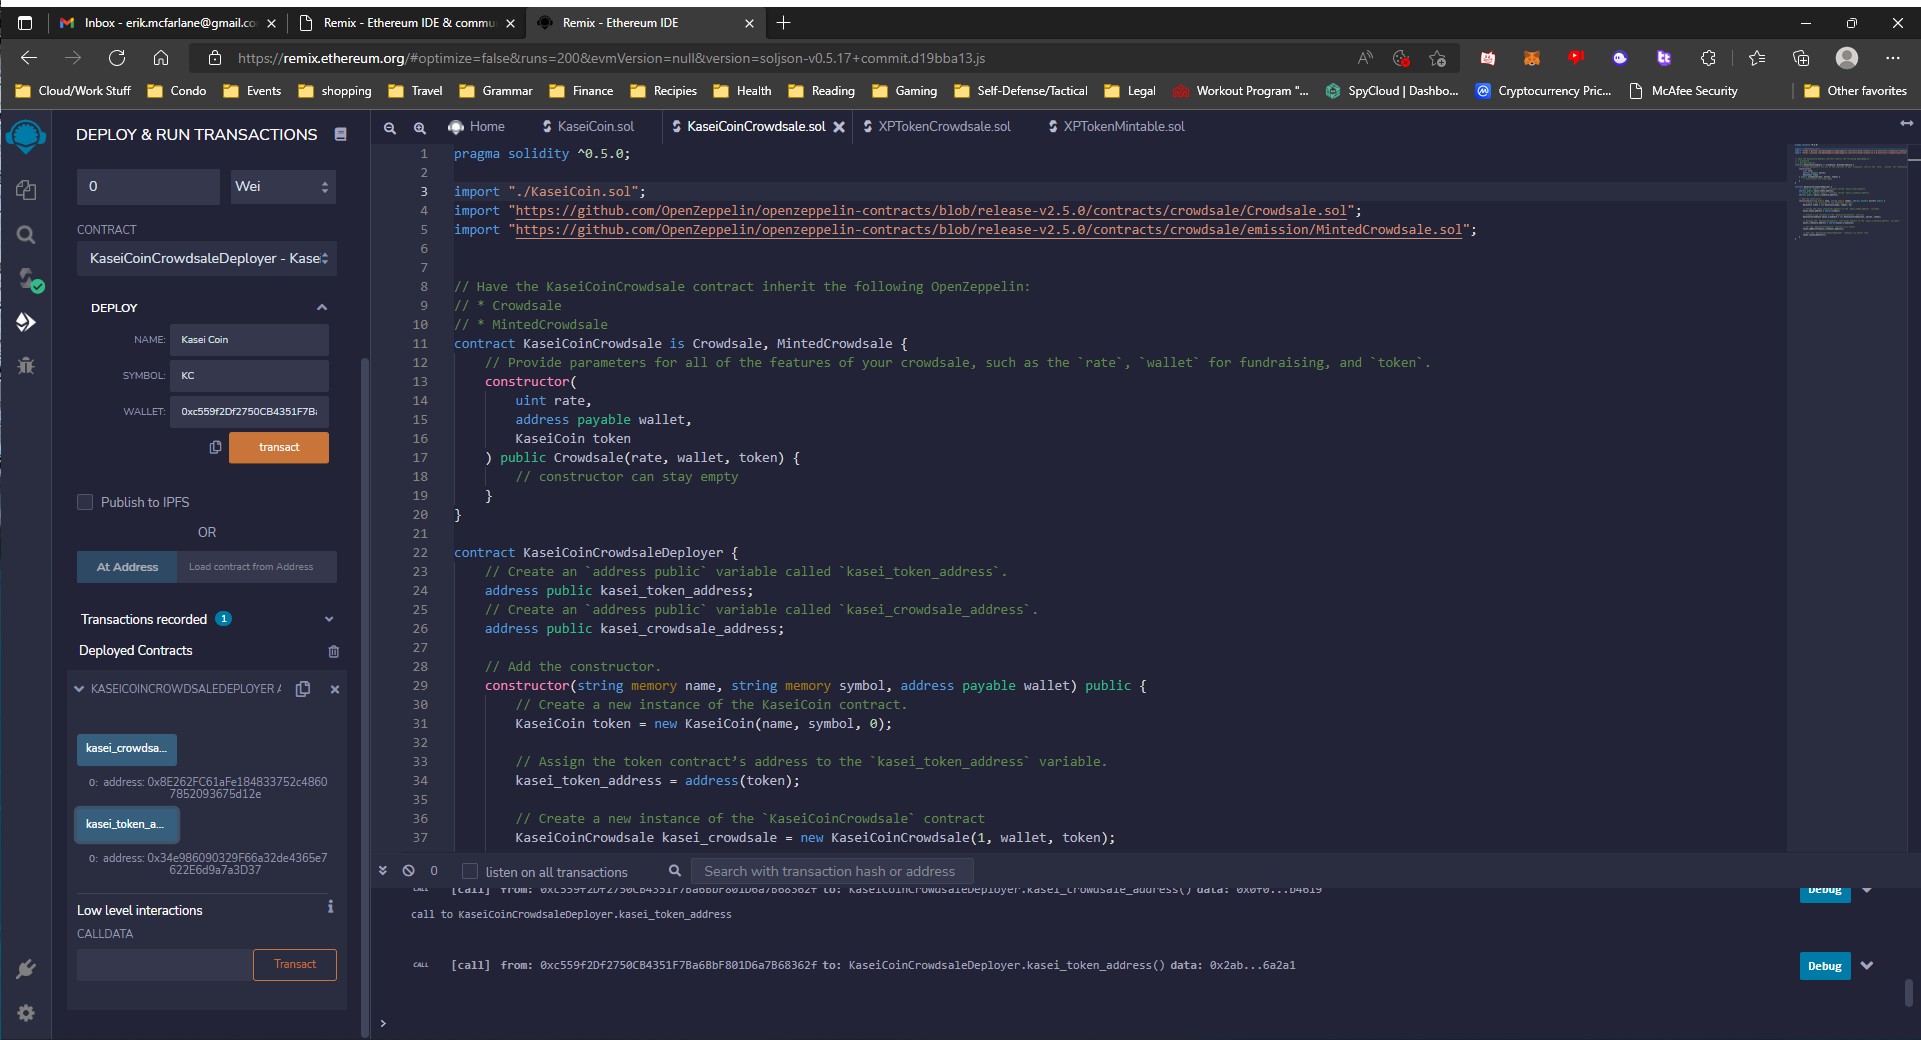 Inbox - erik.mcfarlane@gmail.co
Remix - Ethereum IDE & commu
Remix - Ethereum IDE
https://remix.ethereum.org/#optimize=false&runs=200&evmVersion=null&version=soljson-v0.5.17+commit.d19bba13.js
Cloud/Work Stuff Condo Events shopping Travel Grammar Finance Recipies Health Reading Gaming Self-Defense/Tactical Legal Workout Program "... SpyCloud | Dashbo... Cryptocurrency Pric... McAfee Security Other favorites
DEPLOY & RUN TRANSACTIONS
0 Wei
CONTRACT
KaseiCoinCrowdsaleDeployer - Kasei
DEPLOY
NAME: Kasei Coin
SYMBOL: KC
WALLET: 0xc559f2Df2750CB4351F7Ba
transact
Publish to IPFS
OR
At Address Load contract from Address
Transactions recorded 1
Deployed Contracts
KASEICOINCROWDSALEDEPLOYER A
kasei_crowdsa...
0: address: 0x8E262FC61aFe184833752c4860
7852093675d12e
kasei_token_a...
0: address: 0x34e986090329F66a32de4365e7
622E6d9a7a3D37
Low level interactions
CALLDATA
Transact
Home KaseiCoin.sol KaseiCoinCrowdsale.sol XPTokenCrowdsale.sol XPTokenMintable.sol
1 pragma solidity ^0.5.0;
2
3 import "./KaseiCoin.sol";
4 import "https://github.com/OpenZeppelin/openzeppelin-contracts/blob/release-v2.5.0/contracts/crowdsale/Crowdsale.sol";
5 import "https://github.com/OpenZeppelin/openzeppelin-contracts/blob/release-v2.5.0/contracts/crowdsale/emission/MintedCrowdsale.sol";
6
7
8 // Have the KaseiCoinCrowdsale contract inherit the following OpenZeppelin:
9 // * Crowdsale
10 // * MintedCrowdsale
11 contract KaseiCoinCrowdsale is Crowdsale, MintedCrowdsale {
12 // Provide parameters for all of the features of your crowdsale, such as the `rate`, `wallet` for fundraising, and `token`.
13 constructor(
14 uint rate,
15 address payable wallet,
16 KaseiCoin token
17 ) public Crowdsale(rate, wallet, token) {
18 // constructor can stay empty
19 }
20 }
21
22 contract KaseiCoinCrowdsaleDeployer {
23 // Create an `address public` variable called `kasei_token_address`.
24 address public kasei_token_address;
25 // Create an `address public` variable called `kasei_crowdsale_address`.
26 address public kasei_crowdsale_address;
27
28 // Add the constructor.
29 constructor(string memory name, string memory symbol, address payable wallet) public {
30 // Create a new instance of the KaseiCoin contract.
31 KaseiCoin token = new KaseiCoin(name, symbol, 0);
32
33 // Assign the token contract’s address to the `kasei_token_address` variable.
34 kasei_token_address = address(token);
35
36 // Create a new instance of the `KaseiCoinCrowdsale` contract
37 KaseiCoinCrowdsale kasei_crowdsale = new KaseiCoinCrowdsale(1, wallet, token);
0 listen on all transactions Search with transaction hash or address
CALL [call] from: 0xc559f2Df2750CB4351F7Ba6BbF801D6a7B68362f to: KaseiCoinCrowdsaleDeployer.kasei_crowdsale_address() data: 0x0f0...b4619 Debug
call to KaseiCoinCrowdsaleDeployer.kasei_token_address
CALL [call] from: 0xc559f2Df2750CB4351F7Ba6BbF801D6a7B68362f to: KaseiCoinCrowdsaleDeployer.kasei_token_address() data: 0x2ab...6a2a1 Debug
>